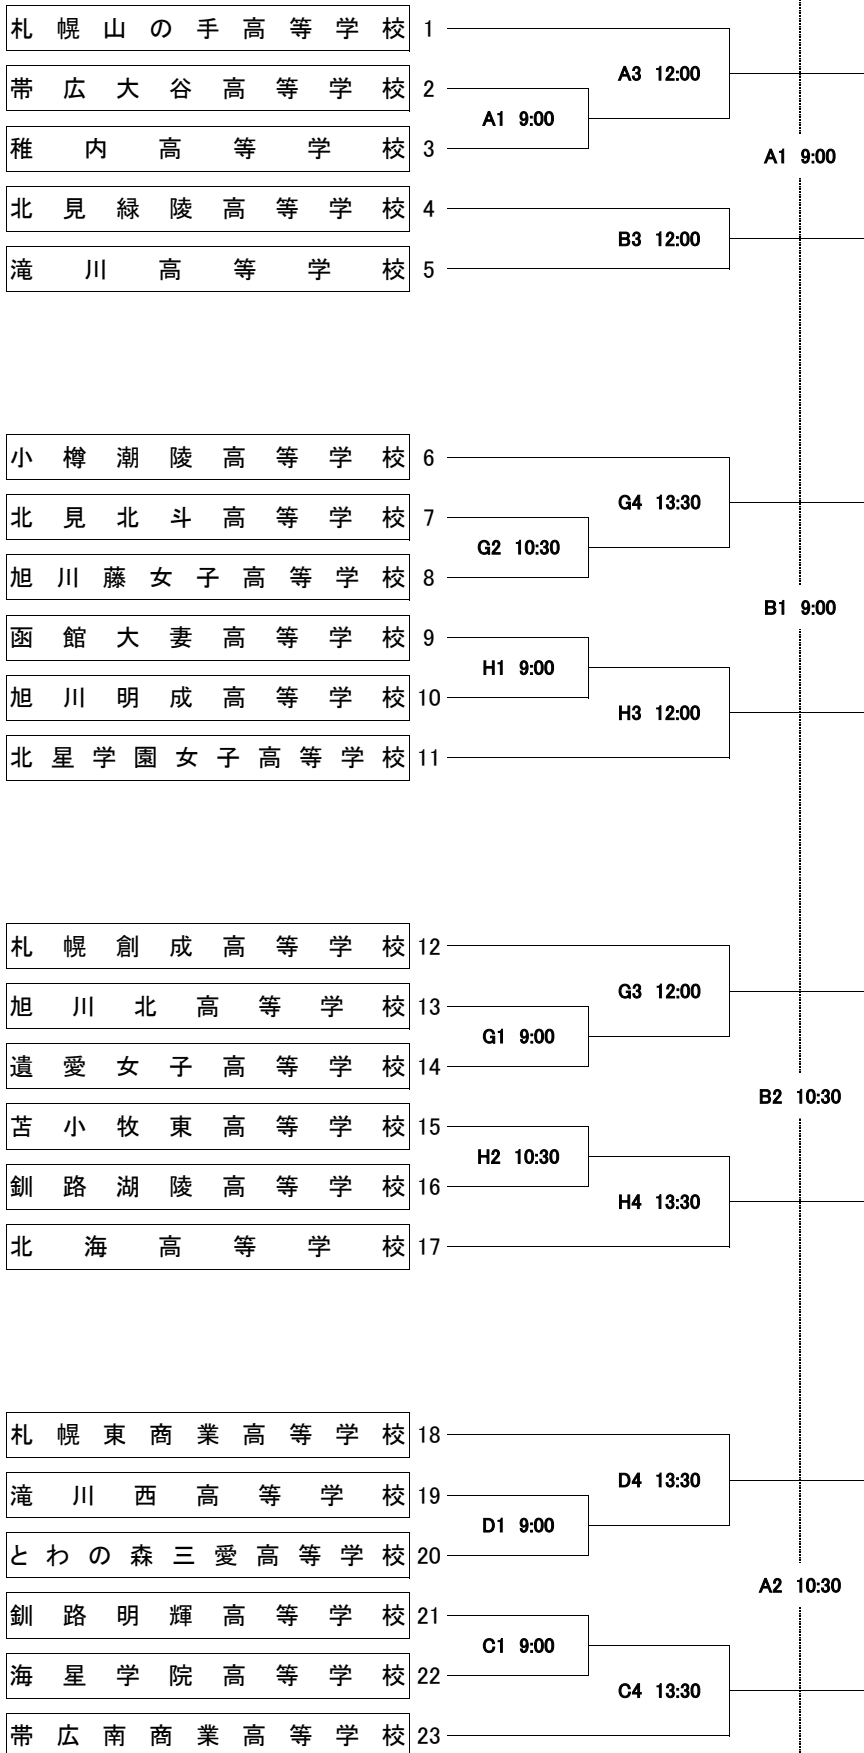 札幌山の手高等学校 1
A3 12:00
帯広大谷高等学校 2
A1 9:00
稚内高等学校 3
A1 9:00
北見緑陵高等学校 4
B3 12:00
滝川高等学校 5
小樽潮陵高等学校 6
G4 13:30
北見北斗高等学校 7
G2 10:30
旭川藤女子高等学校 8
B1 9:00
函館大妻高等学校 9
H1 9:00
旭川明成高等学校 10
H3 12:00
北星学園女子高等学校 11
札幌創成高等学校 12
G3 12:00
旭川北高等学校 13
G1 9:00
遺愛女子高等学校 14
B2 10:30
苫小牧東高等学校 15
H2 10:30
釧路湖陵高等学校 16
H4 13:30
北海高等学校 17
札幌東商業高等学校 18
D4 13:30
滝川西高等学校 19
D1 9:00
とわの森三愛高等学校 20
A2 10:30
釧路明輝高等学校 21
C1 9:00
海星学院高等学校 22
C4 13:30
帯広南商業高等学校 23